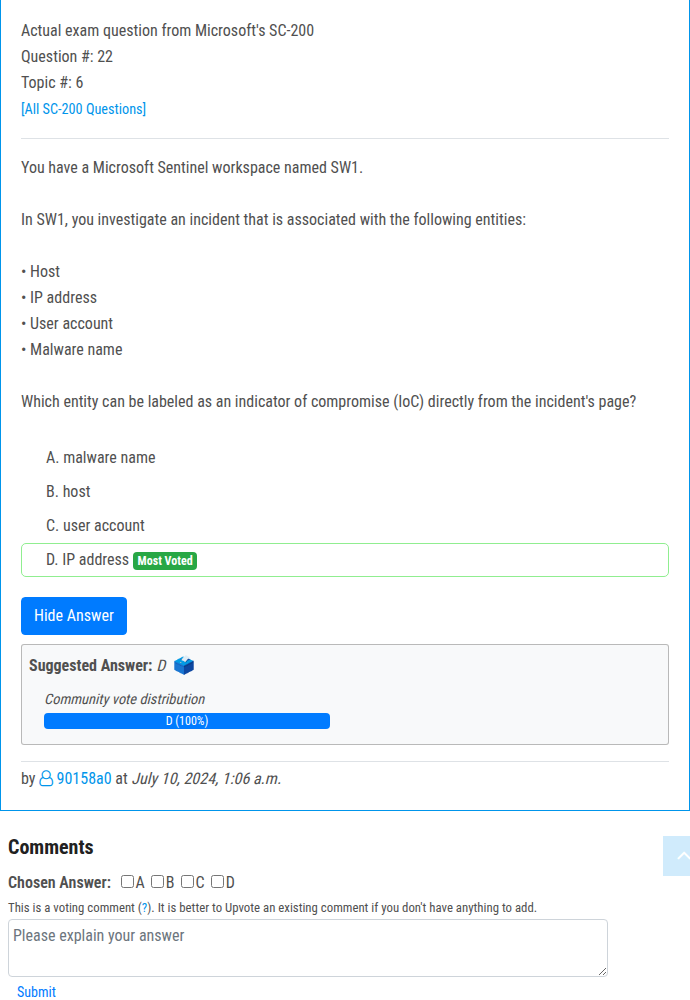 Actual exam question from Microsoft's SC-200
Question #: 22
Topic #: 6
[All SC-200 Questions]
You have a Microsoft Sentinel workspace named SW1.
In SW1, you investigate an incident that is associated with the following entities:
• Host
• IP address
• User account
• Malware name
Which entity can be labeled as an indicator of compromise (IoC) directly from the incident's page?
A. malware name
B. host
C. user account
D. IP address Most Voted
Hide Answer
Suggested Answer: D
Community vote distribution
D (100%)
by 90158a0 at July 10, 2024, 1:06 a.m.
Comments
Chosen Answer: A B C D
This is a voting comment (?). It is better to Upvote an existing comment if you don't have anything to add.
Please explain your answer
Submit